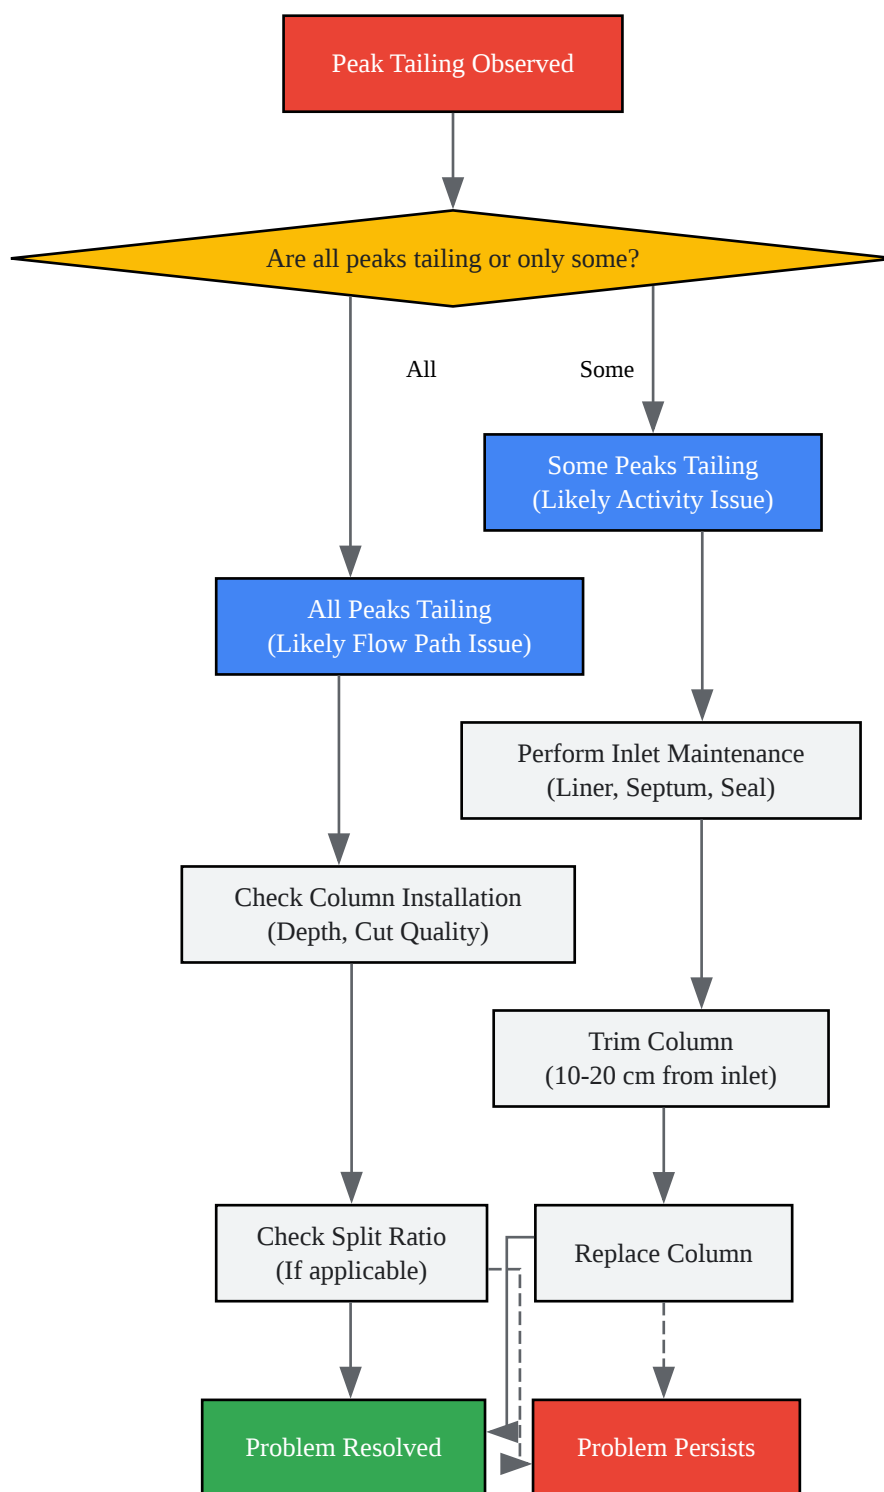 Peak Tailing Observed
Are all peaks tailing or only some?
All
Some
Some Peaks Tailing
(Likely Activity Issue)
All Peaks Tailing
(Likely Flow Path Issue)
Perform Inlet Maintenance
(Liner, Septum, Seal)
Check Column Installation
(Depth, Cut Quality)
Trim Column
(10-20 cm from inlet)
Check Split Ratio
(If applicable)
Replace Column
Problem Resolved
Problem Persists